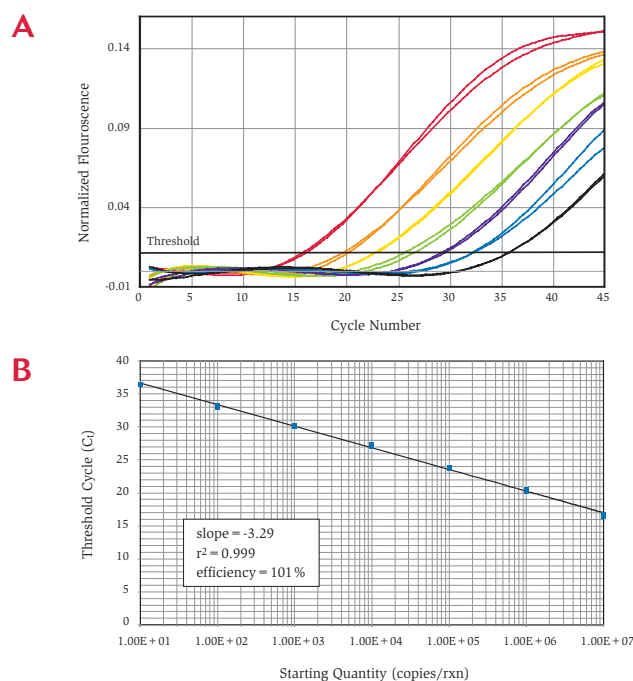 A
Normalized Flouroscence
0.14
0.09
0.04
-0.01
Threshold
0 5 10 15 20 25 30 35 40 45
Cycle Number
B
Threshold Cycle (Ct)
40
35
30
25
20
15
10
5
0
slope = -3.29
r² = 0.999
efficiency = 101%
1.00E + 01 1.00E + 02 1.00E + 03 1.00E + 04 1.00E + 05 1.00E + 06 1.00E + 07
Starting Quantity (copies/rxn)